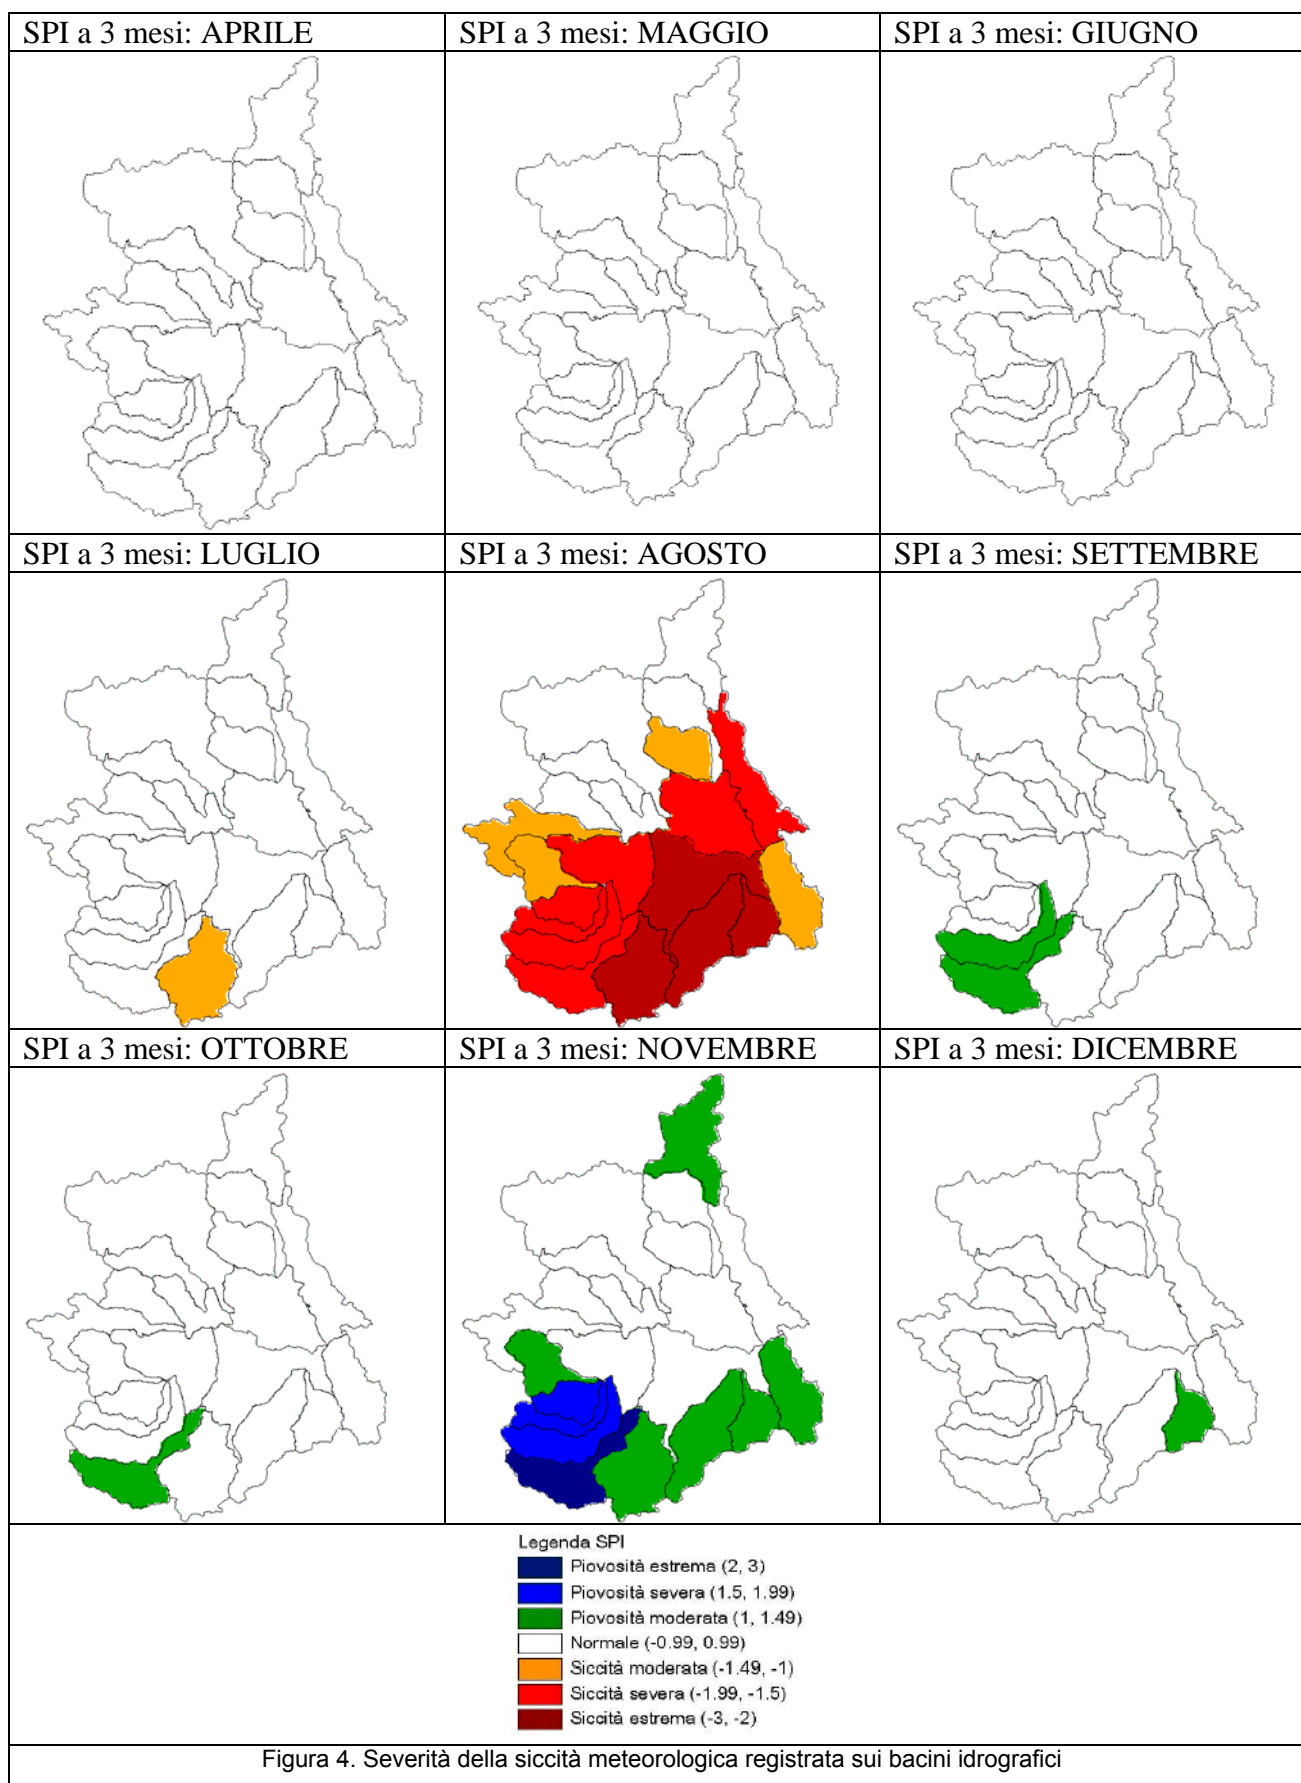 SPI a 3 mesi: APRILE
SPI a 3 mesi: MAGGIO
SPI a 3 mesi: GIUGNO
SPI a 3 mesi: LUGLIO
SPI a 3 mesi: AGOSTO
SPI a 3 mesi: SETTEMBRE
SPI a 3 mesi: OTTOBRE
SPI a 3 mesi: NOVEMBRE
SPI a 3 mesi: DICEMBRE
Legenda SPI
Piovosità estrema (2, 3)
Piovosità severa (1.5, 1.99)
Piovosità moderata (1, 1.49)
Normale (-0.99, 0.99)
Siccità moderata (-1.49, -1)
Siccità severa (-1.99, -1.5)
Siccità estrema (-3, -2)
Figura 4. Severità della siccità meteorologica registrata sui bacini idrografici